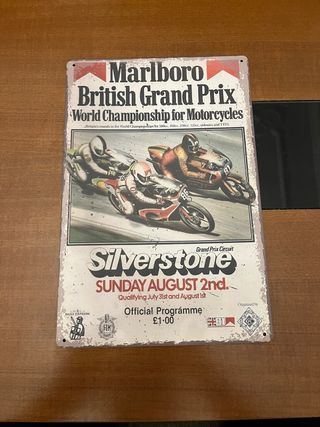 Marlboro
British Grand Prix
World Championship for Motorcycles
Grand Prix Circuit
Silverstone
SUNDAY AUGUST 2nd.
Qualifying July 31st and August 1st
Official Programme
£1·00